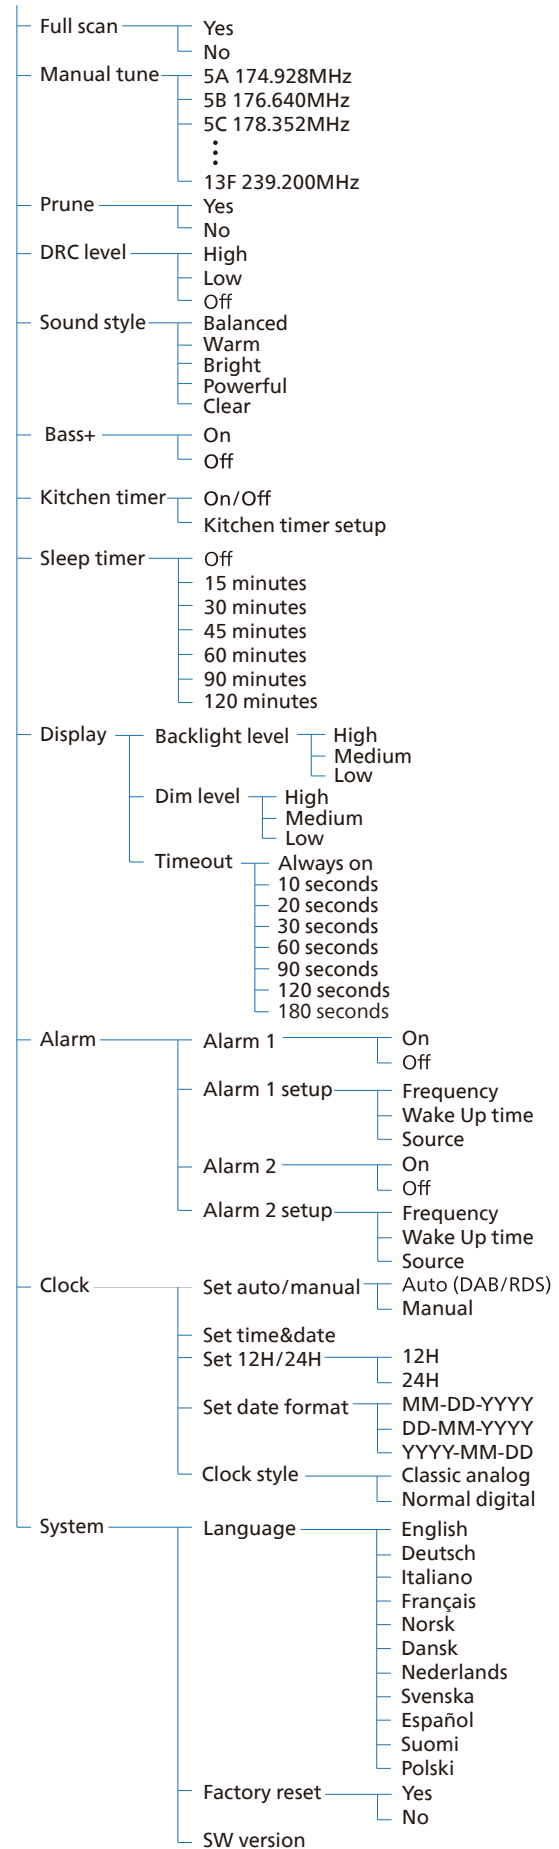 Full scan
Yes
No
Manual tune
5A 174.928MHz
5B 176.640MHz
5C 178.352MHz
⋮
13F 239.200MHz
Prune
Yes
No
DRC level
High
Low
Off
Sound style
Balanced
Warm
Bright
Powerful
Clear
Bass+
On
Off
Kitchen timer
On/Off
Kitchen timer setup
Sleep timer
Off
15 minutes
30 minutes
45 minutes
60 minutes
90 minutes
120 minutes
Display
Backlight level
High
Medium
Low
Dim level
High
Medium
Low
Timeout
Always on
10 seconds
20 seconds
30 seconds
60 seconds
90 seconds
120 seconds
180 seconds
Alarm
Alarm 1
On
Off
Alarm 1 setup
Frequency
Wake Up time
Source
Alarm 2
On
Off
Alarm 2 setup
Frequency
Wake Up time
Source
Clock
Set auto/manual
Auto (DAB/RDS)
Manual
Set time&date
Set 12H/24H
12H
24H
Set date format
MM-DD-YYYY
DD-MM-YYYY
YYYY-MM-DD
Clock style
Classic analog
Normal digital
System
Language
English
Deutsch
Italiano
Français
Norsk
Dansk
Nederlands
Svenska
Español
Suomi
Polski
Factory reset
Yes
No
SW version